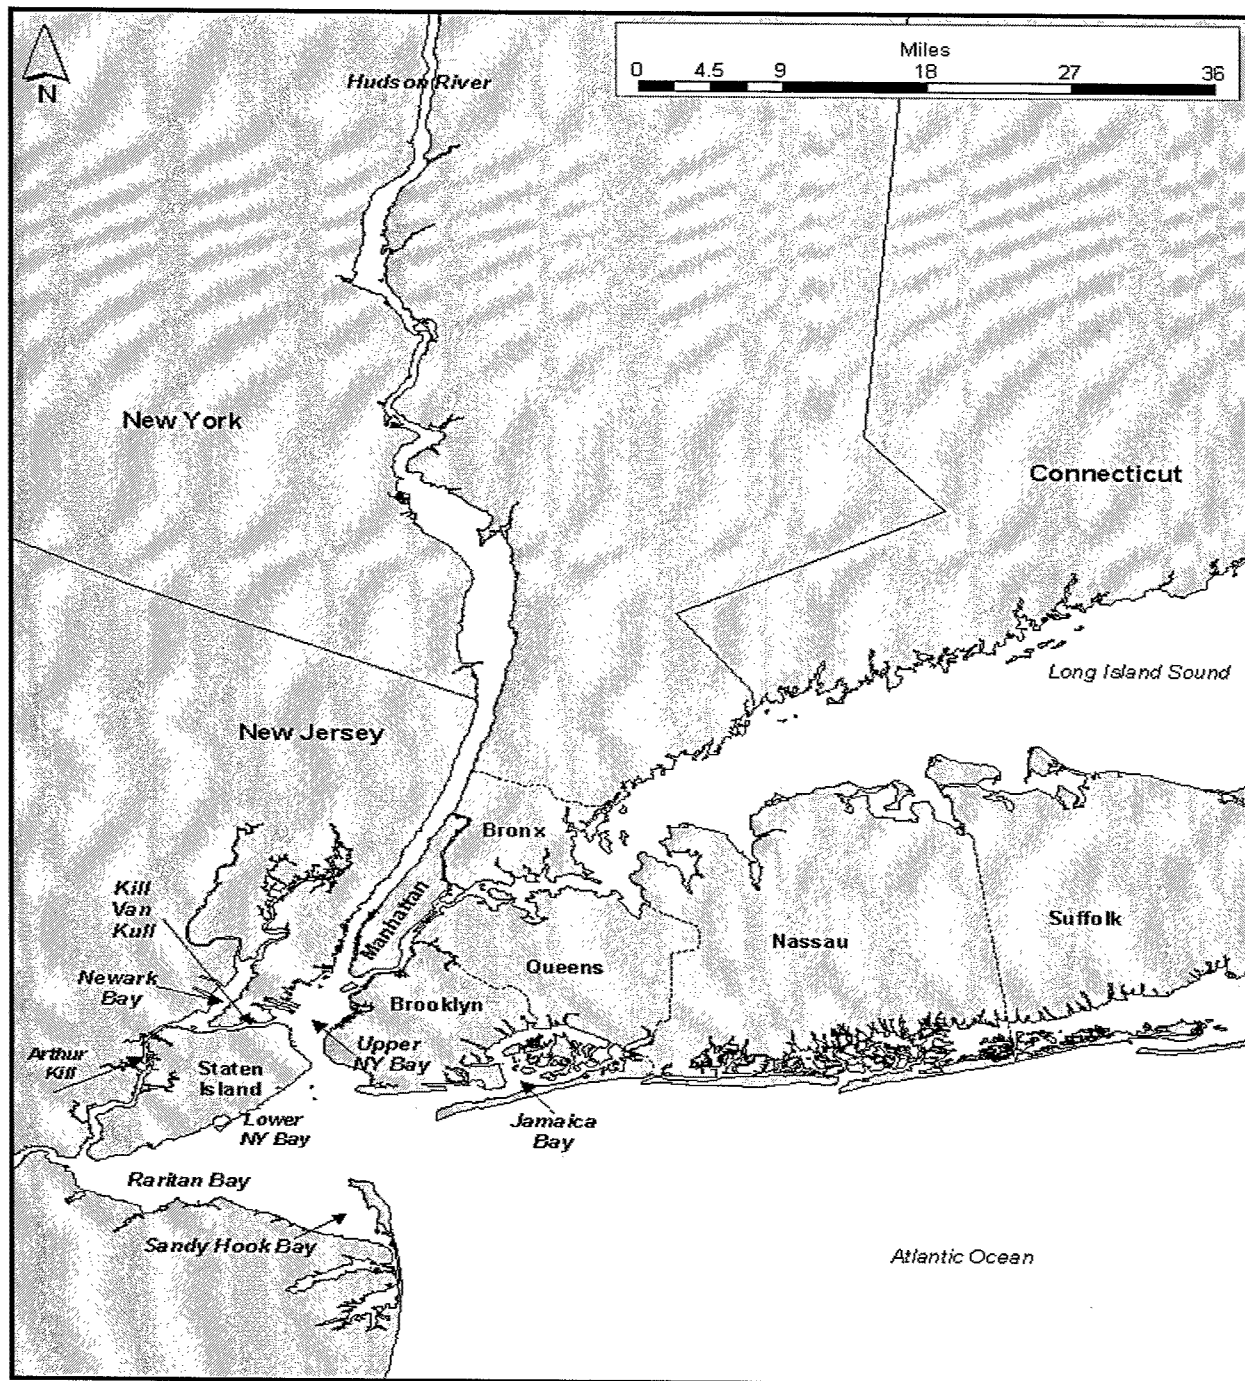 Miles
0 4.5 9 18 27 36
N
Hudson River
New York
Connecticut
Long Island Sound
New Jersey
Bronx
Manhattan
Kill
Van
Kull
Suffolk
Nassau
Queens
Newark
Bay
Brooklyn
Upper
NY Bay
Arthur
Kill
Staten
Island
Lower
NY Bay
Jamaica
Bay
Raritan Bay
Sandy Hook Bay
Atlantic Ocean